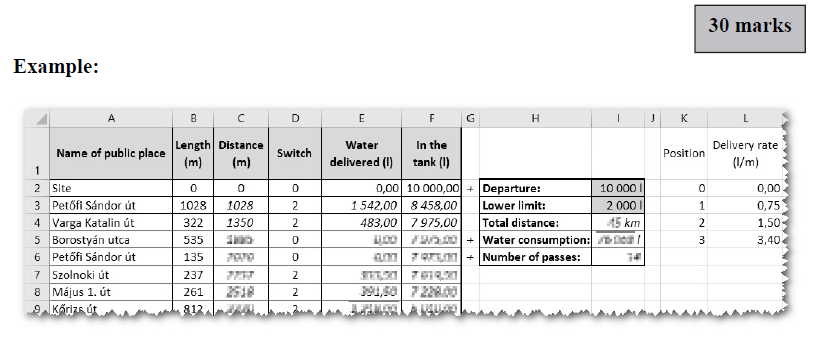 30 marks
Example:
A B C D E F G H I J K L
1 Name of public place Length (m) Distance (m) Switch Water delivered (l) In the tank (l) Position Delivery rate (l/m)
2 Site 0 0 0 0,00 10 000,00 + Departure: 10 000 l 0 0,00
3 Petőfi Sándor út 1028 1028 2 1 542,00 8 458,00 Lower limit: 2 000 l 1 0,75
4 Varga Katalin út 322 1350 2 483,00 7 975,00 Total distance: km 2 1,50
5 Borostyán utca 535 0 + Water consumption: l 3 3,40
6 Petőfi Sándor út 135 0 + Number of passes:
7 Szolnoki út 237 2
8 Május 1. út 261 2
9 út 812